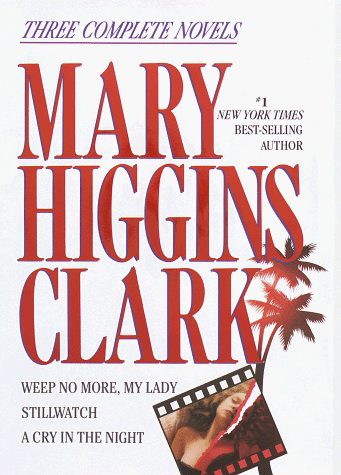 THREE COMPLETE NOVELS
MARY
#1
NEW YORK TIMES
BEST-SELLING
AUTHOR
HIGGINS
CLARK
WEEP NO MORE, MY LADY
STILLWATCH
A CRY IN THE NIGHT